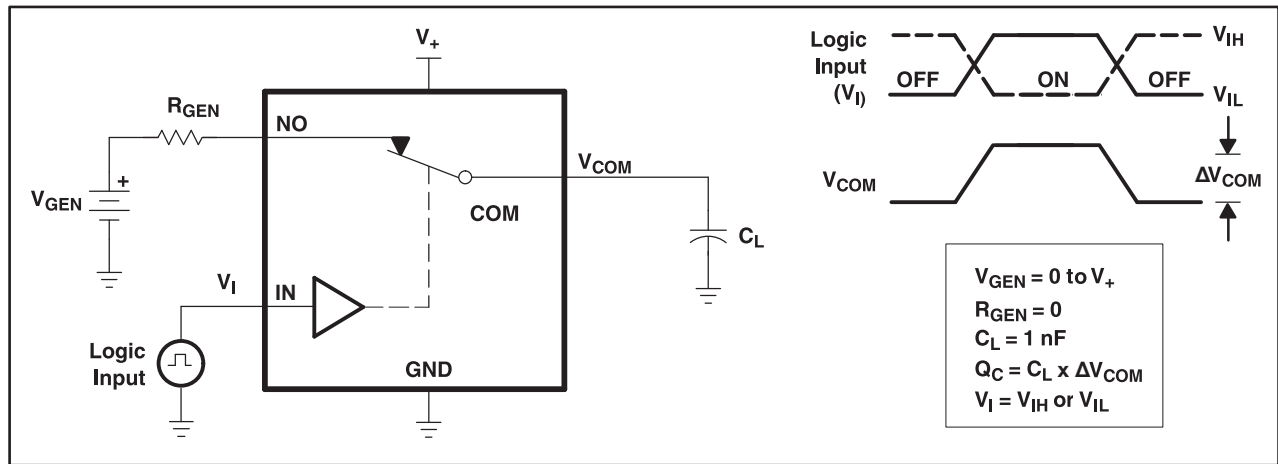 V+
RGEN
NO
VCOM
COM
VGEN
+
CL
VI
IN
GND
Logic
Input
Logic
Input
(VI)
OFF
ON
OFF
VIH
VIL
VCOM
ΔVCOM
VGEN = 0 to V+
RGEN = 0
CL = 1 nF
QC = CL x ΔVCOM
VI = VIH or VIL